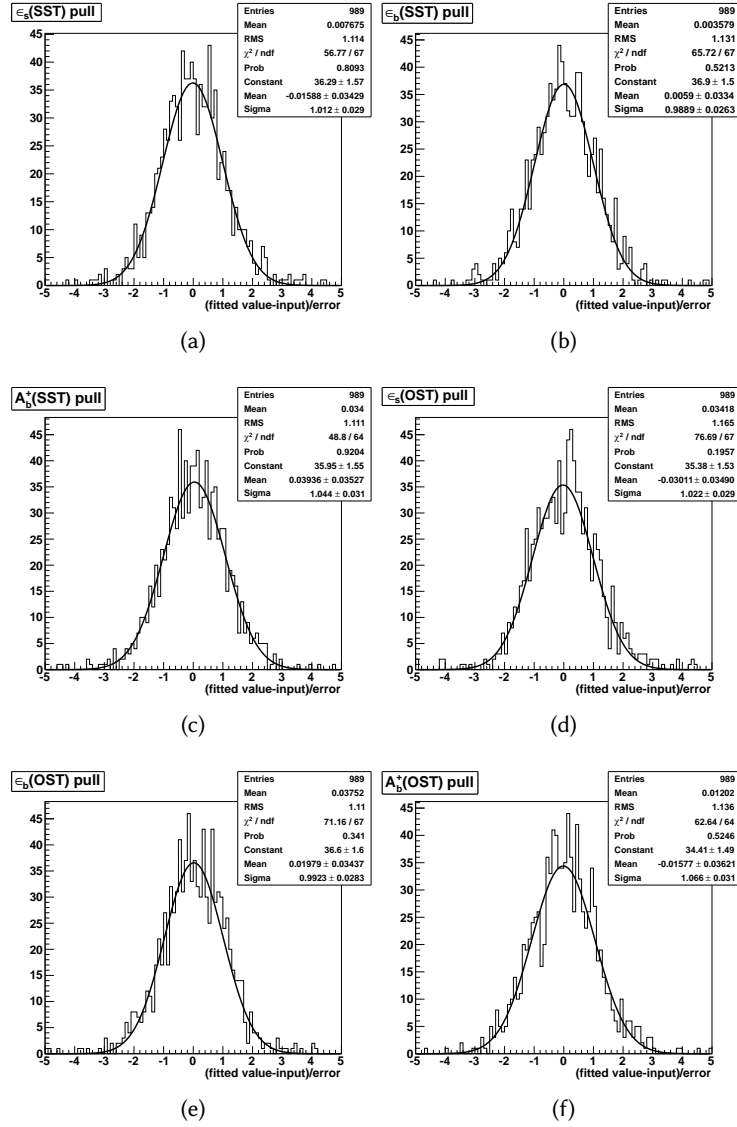 ∈s(SST) pull
Entries 989
Mean 0.007675
RMS 1.114
χ² / ndf 56.77 / 67
Prob 0.8093
Constant 36.29 ± 1.57
Mean -0.01588 ± 0.03429
Sigma 1.012 ± 0.029
45
40
35
30
25
20
15
10
5
0
-5 -4 -3 -2 -1 0 1 2 3 4 5
(fitted value-input)/error
(a)
∈b(SST) pull
Entries 989
Mean 0.003579
RMS 1.131
χ² / ndf 65.72 / 67
Prob 0.5213
Constant 36.9 ± 1.5
Mean 0.0059 ± 0.0334
Sigma 0.9889 ± 0.0263
45
40
35
30
25
20
15
10
5
0
-5 -4 -3 -2 -1 0 1 2 3 4 5
(fitted value-input)/error
(b)
A⁺b(SST) pull
Entries 989
Mean 0.034
RMS 1.111
χ² / ndf 48.8 / 64
Prob 0.9204
Constant 35.95 ± 1.55
Mean 0.03936 ± 0.03527
Sigma 1.044 ± 0.031
45
40
35
30
25
20
15
10
5
0
-5 -4 -3 -2 -1 0 1 2 3 4 5
(fitted value-input)/error
(c)
∈s(OST) pull
Entries 989
Mean 0.03418
RMS 1.165
χ² / ndf 76.69 / 67
Prob 0.1957
Constant 35.38 ± 1.53
Mean -0.03011 ± 0.03490
Sigma 1.022 ± 0.029
45
40
35
30
25
20
15
10
5
0
-5 -4 -3 -2 -1 0 1 2 3 4 5
(fitted value-input)/error
(d)
∈b(OST) pull
Entries 989
Mean 0.03752
RMS 1.11
χ² / ndf 71.16 / 67
Prob 0.341
Constant 36.6 ± 1.6
Mean 0.01979 ± 0.03437
Sigma 0.9923 ± 0.0283
45
40
35
30
25
20
15
10
5
0
-5 -4 -3 -2 -1 0 1 2 3 4 5
(fitted value-input)/error
(e)
A⁺b(OST) pull
Entries 989
Mean 0.01202
RMS 1.136
χ² / ndf 62.64 / 64
Prob 0.5246
Constant 34.41 ± 1.49
Mean -0.01577 ± 0.03621
Sigma 1.066 ± 0.031
45
40
35
30
25
20
15
10
5
0
-5 -4 -3 -2 -1 0 1 2 3 4 5
(fitted value-input)/error
(f)